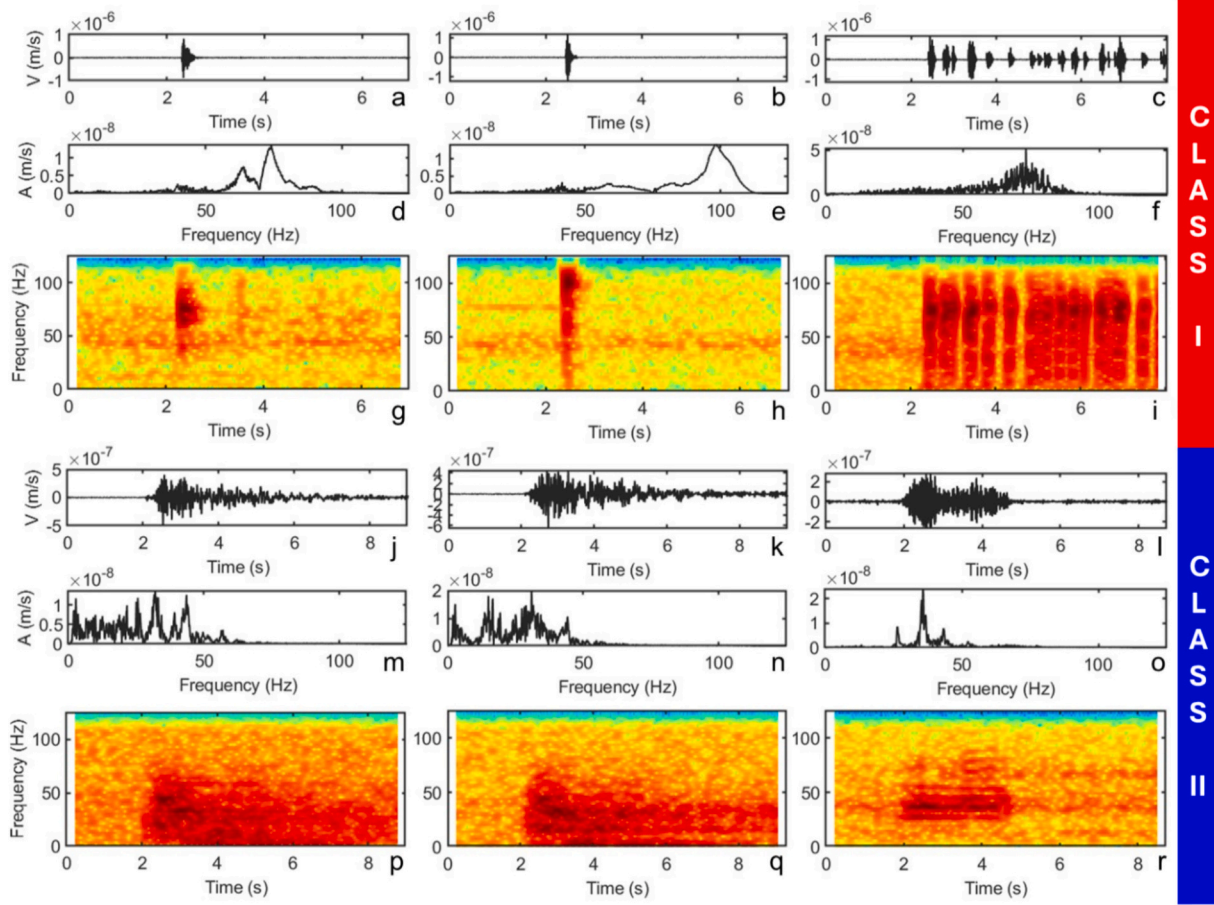 ×10⁻⁶ ×10⁻⁶ ×10⁻⁶
V (m/s) 1 0 -1 1 0 -1 1 0 -1
0 2 4 6 a 0 2 4 6 b 0 2 4 6 c
Time (s) Time (s) Time (s)
×10⁻⁸ ×10⁻⁸ ×10⁻⁸
A (m/s) 1 0.5 0 1 0.5 0 5 0
50 100 d 50 100 e 50 100 f
Frequency (Hz) Frequency (Hz) Frequency (Hz)
Frequency (Hz) 100 50 0 100 50 0 100 50 0
0 2 4 6 g 0 2 4 6 h 0 2 4 6 i
Time (s) Time (s) Time (s)
CLASS I
×10⁻⁷ ×10⁻⁷ ×10⁻⁷
V (m/s) 5 0 -5 4 2 0 -2 -4 -6 2 0 -2
0 2 4 6 8 j 0 2 4 6 8 k 0 2 4 6 8 l
Time (s) Time (s) Time (s)
×10⁻⁸ ×10⁻⁸ ×10⁻⁸
A (m/s) 1 0.5 0 2 1 0 2 1 0
0 50 100 m 0 50 100 n 0 50 100 o
Frequency (Hz) Frequency (Hz) Frequency (Hz)
Frequency (Hz) 100 50 0 100 50 0 100 50 0
0 2 4 6 8 p 0 2 4 6 8 q 0 2 4 6 8 r
Time (s) Time (s) Time (s)
CLASS II